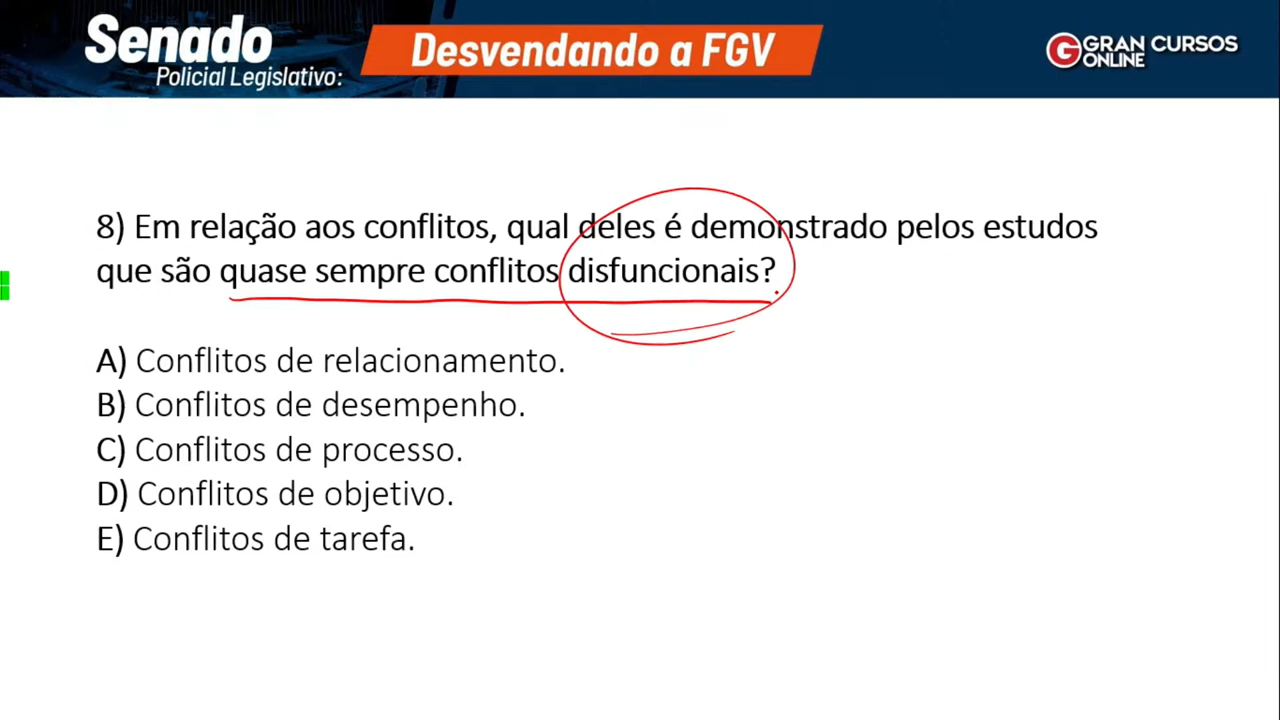 Senado
Policial Legislativo:
Desvendando a FGV
GRAN CURSOS
ONLINE
8) Em relação aos conflitos, qual deles é demonstrado pelos estudos
que são quase sempre conflitos disfuncionais?
A) Conflitos de relacionamento.
B) Conflitos de desempenho.
C) Conflitos de processo.
D) Conflitos de objetivo.
E) Conflitos de tarefa.